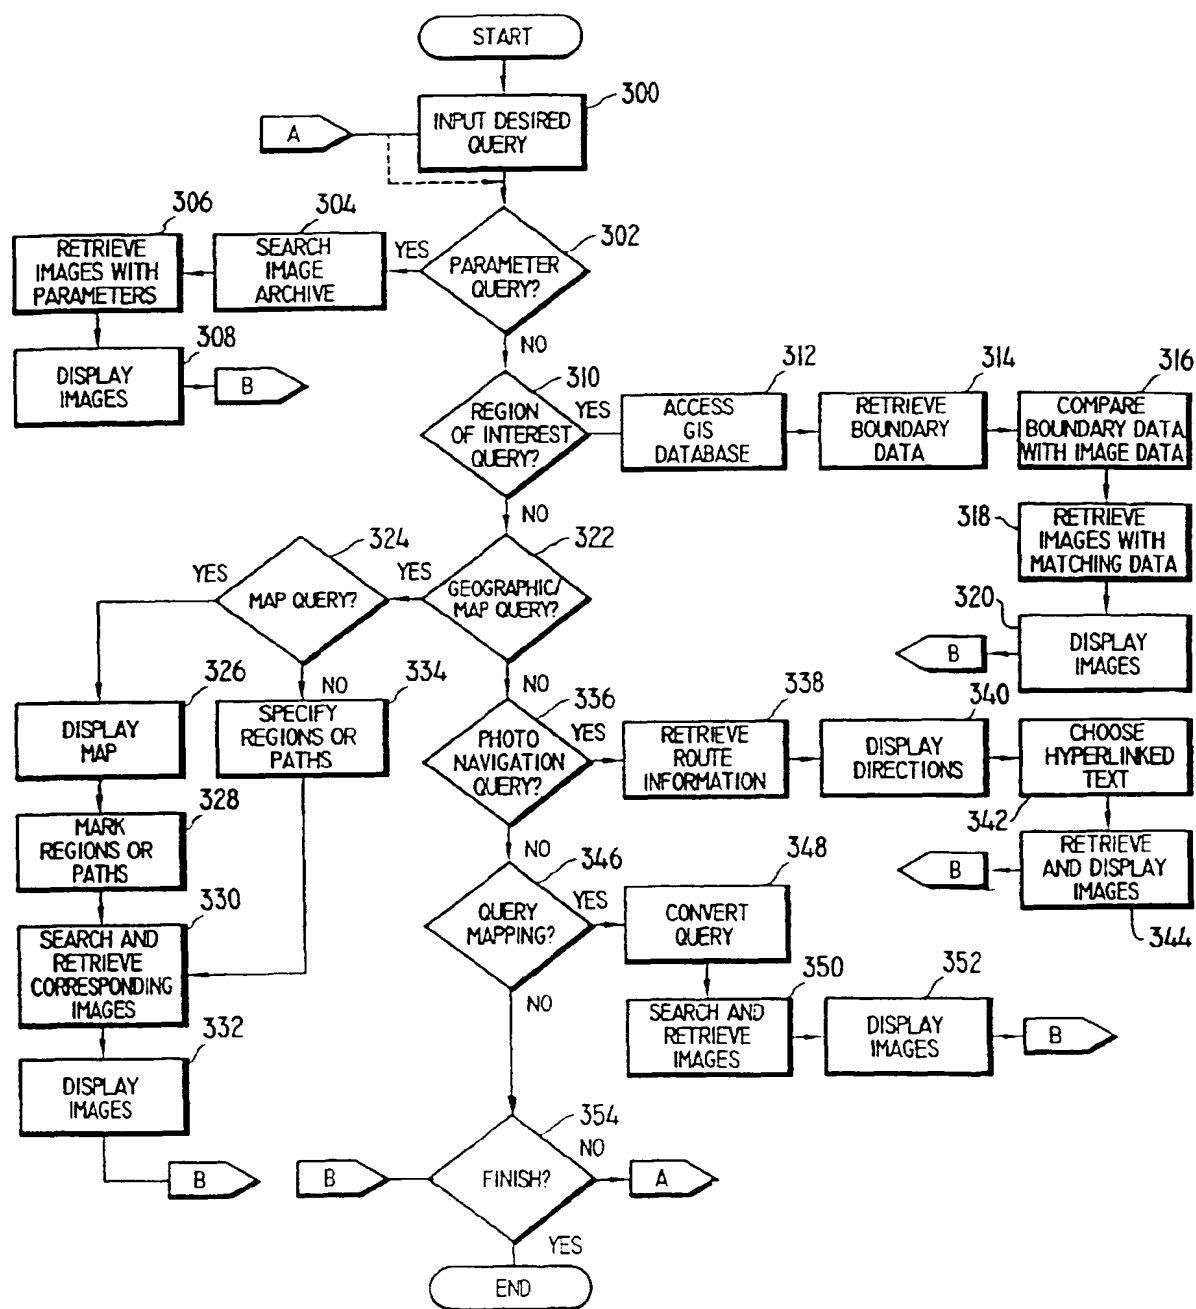 START
300
INPUT DESIRED
QUERY
A
306
304
302
RETRIEVE
IMAGES WITH
PARAMETERS
SEARCH
IMAGE
ARCHIVE
YES
PARAMETER
QUERY?
NO
308
DISPLAY
IMAGES
B
310
REGION
OF INTEREST
QUERY?
YES
312
ACCESS
GIS
DATABASE
314
RETRIEVE
BOUNDARY
DATA
316
COMPARE
BOUNDARY DATA
WITH IMAGE DATA
NO
318
RETRIEVE
IMAGES WITH
MATCHING DATA
324
322
YES
MAP QUERY?
YES
GEOGRAPHIC/
MAP QUERY?
320
DISPLAY
IMAGES
B
NO
334
NO
326
DISPLAY
MAP
SPECIFY
REGIONS OR
PATHS
336
PHOTO
NAVIGATION
QUERY?
YES
338
RETRIEVE
ROUTE
INFORMATION
340
DISPLAY
DIRECTIONS
CHOOSE
HYPERLINKED
TEXT
342
328
MARK
REGIONS OR
PATHS
NO
346
QUERY
MAPPING?
YES
348
CONVERT
QUERY
B
RETRIEVE
AND DISPLAY
IMAGES
344
330
SEARCH AND
RETRIEVE
CORRESPONDING
IMAGES
NO
350
SEARCH AND
RETRIEVE
IMAGES
352
DISPLAY
IMAGES
B
332
DISPLAY
IMAGES
B
B
354
FINISH?
NO
A
YES
END